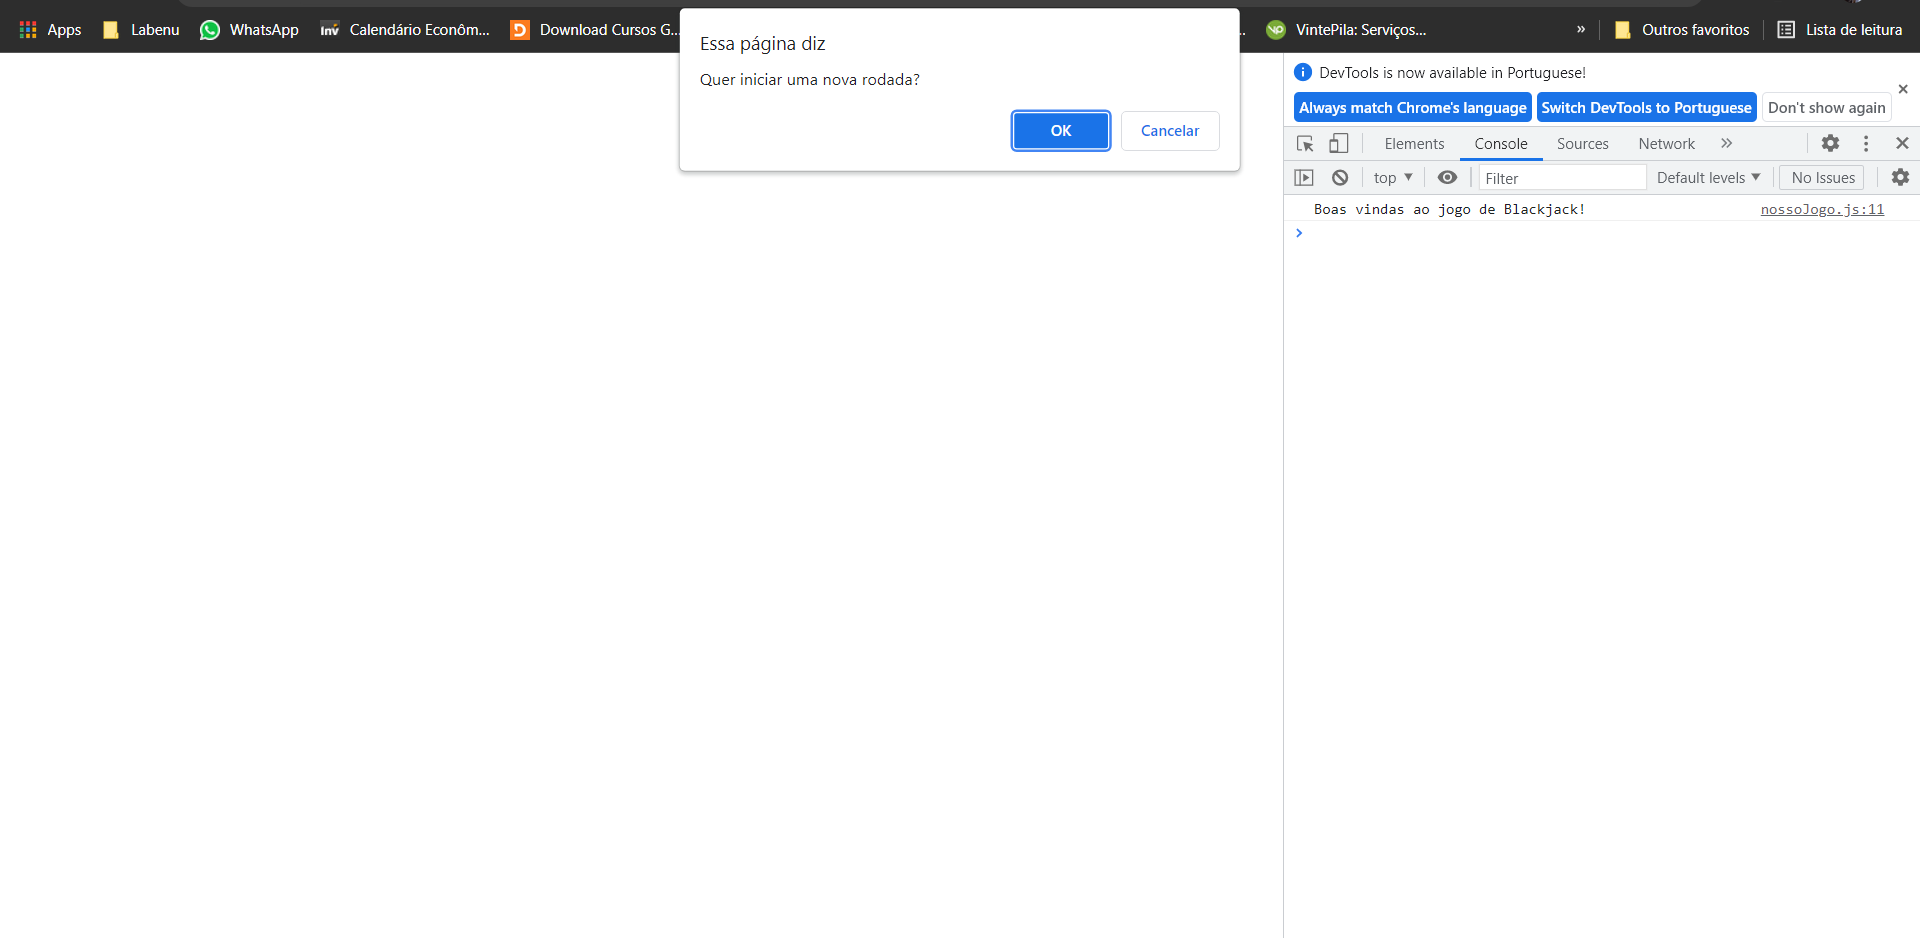 Apps
Labenu
WhatsApp
Inv Calendário Econôm...
D Download Cursos G...
...
vp VintePila: Serviços...
»
Outros favoritos
Lista de leitura
Essa página diz
Quer iniciar uma nova rodada?
OK
Cancelar
DevTools is now available in Portuguese!
Always match Chrome's language
Switch DevTools to Portuguese
Don't show again
Elements
Console
Sources
Network
»
top
Filter
Default levels
No Issues
Boas vindas ao jogo de Blackjack!
nossoJogo.js:11